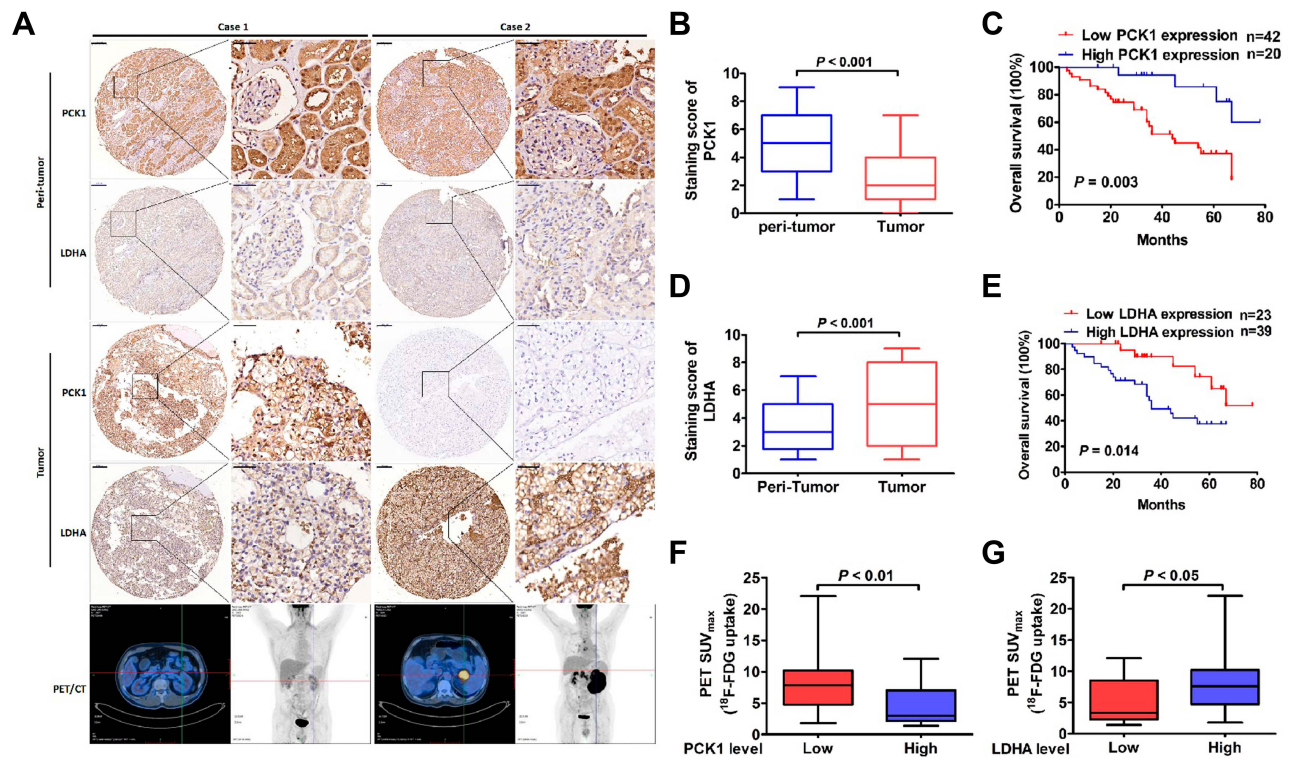 A
Case 1
Case 2
Peri-tumor
PCK1
LDHA
Tumor
PCK1
LDHA
PET/CT
B
P < 0.001
Staining score of
PCK1
10
8
6
4
2
0
peri-tumor
Tumor
C
Low PCK1 expression n=42
High PCK1 expression n=20
Overall survival (100%)
100
80
60
40
20
0
P = 0.003
0 20 40 60 80
Months
D
P < 0.001
Staining score of
LDHA
10
8
6
4
2
0
Peri-Tumor
Tumor
E
Low LDHA expression n=23
High LDHA expression n=39
Overall survival (100%)
100
80
60
40
20
0
P = 0.014
0 20 40 60 80
Months
F
P < 0.01
PET SUVmax
(18F-FDG uptake)
25
20
15
10
5
0
PCK1 level Low High
G
P < 0.05
PET SUVmax
(18F-FDG uptake)
25
20
15
10
5
0
LDHA level Low High